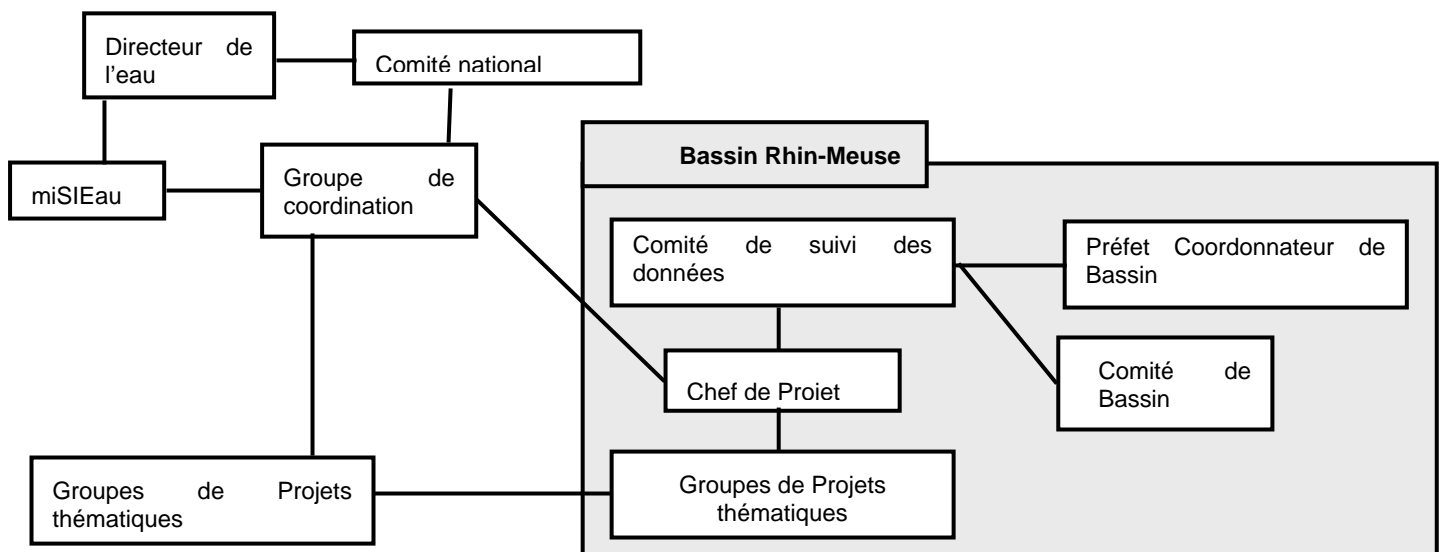 Directeur de
l'eau
Comité national
Bassin Rhin-Meuse
miSIEau
Groupe de
coordination
Comité de suivi des
données
Préfet Coordonnateur de
Bassin
Chef de Projet
Comité de
Bassin
Groupes de Projets
thématiques
Groupes de Projets
thématiques